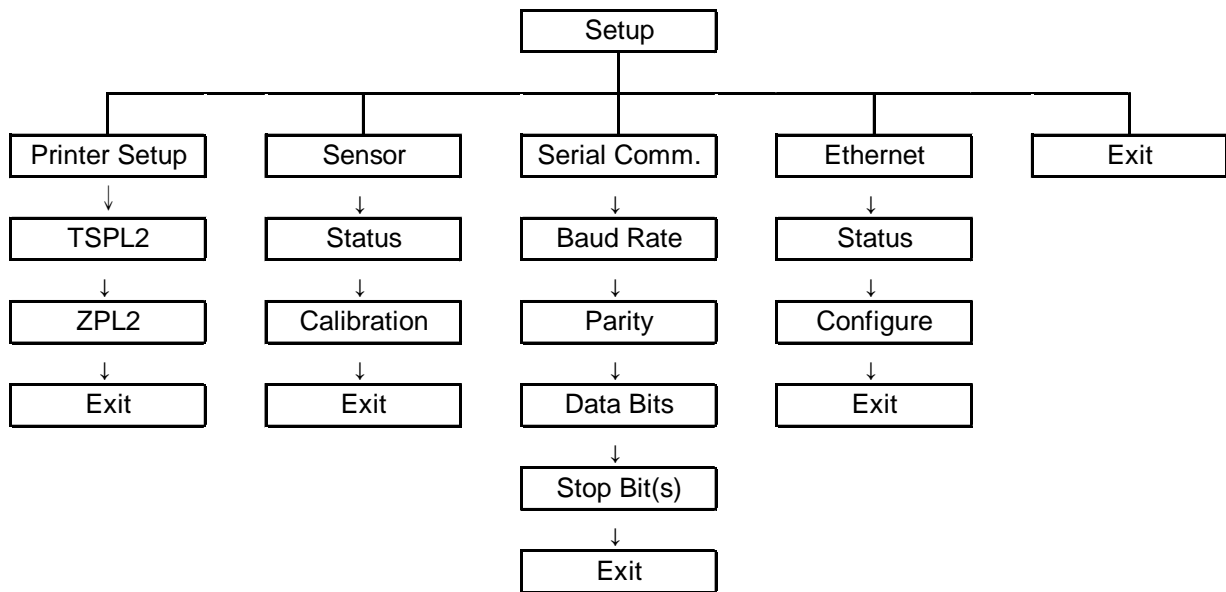 Setup
Printer Setup
Sensor
Serial Comm.
Ethernet
Exit
TSPL2
Status
Baud Rate
Status
ZPL2
Calibration
Parity
Configure
Exit
Exit
Data Bits
Exit
Stop Bit(s)
Exit